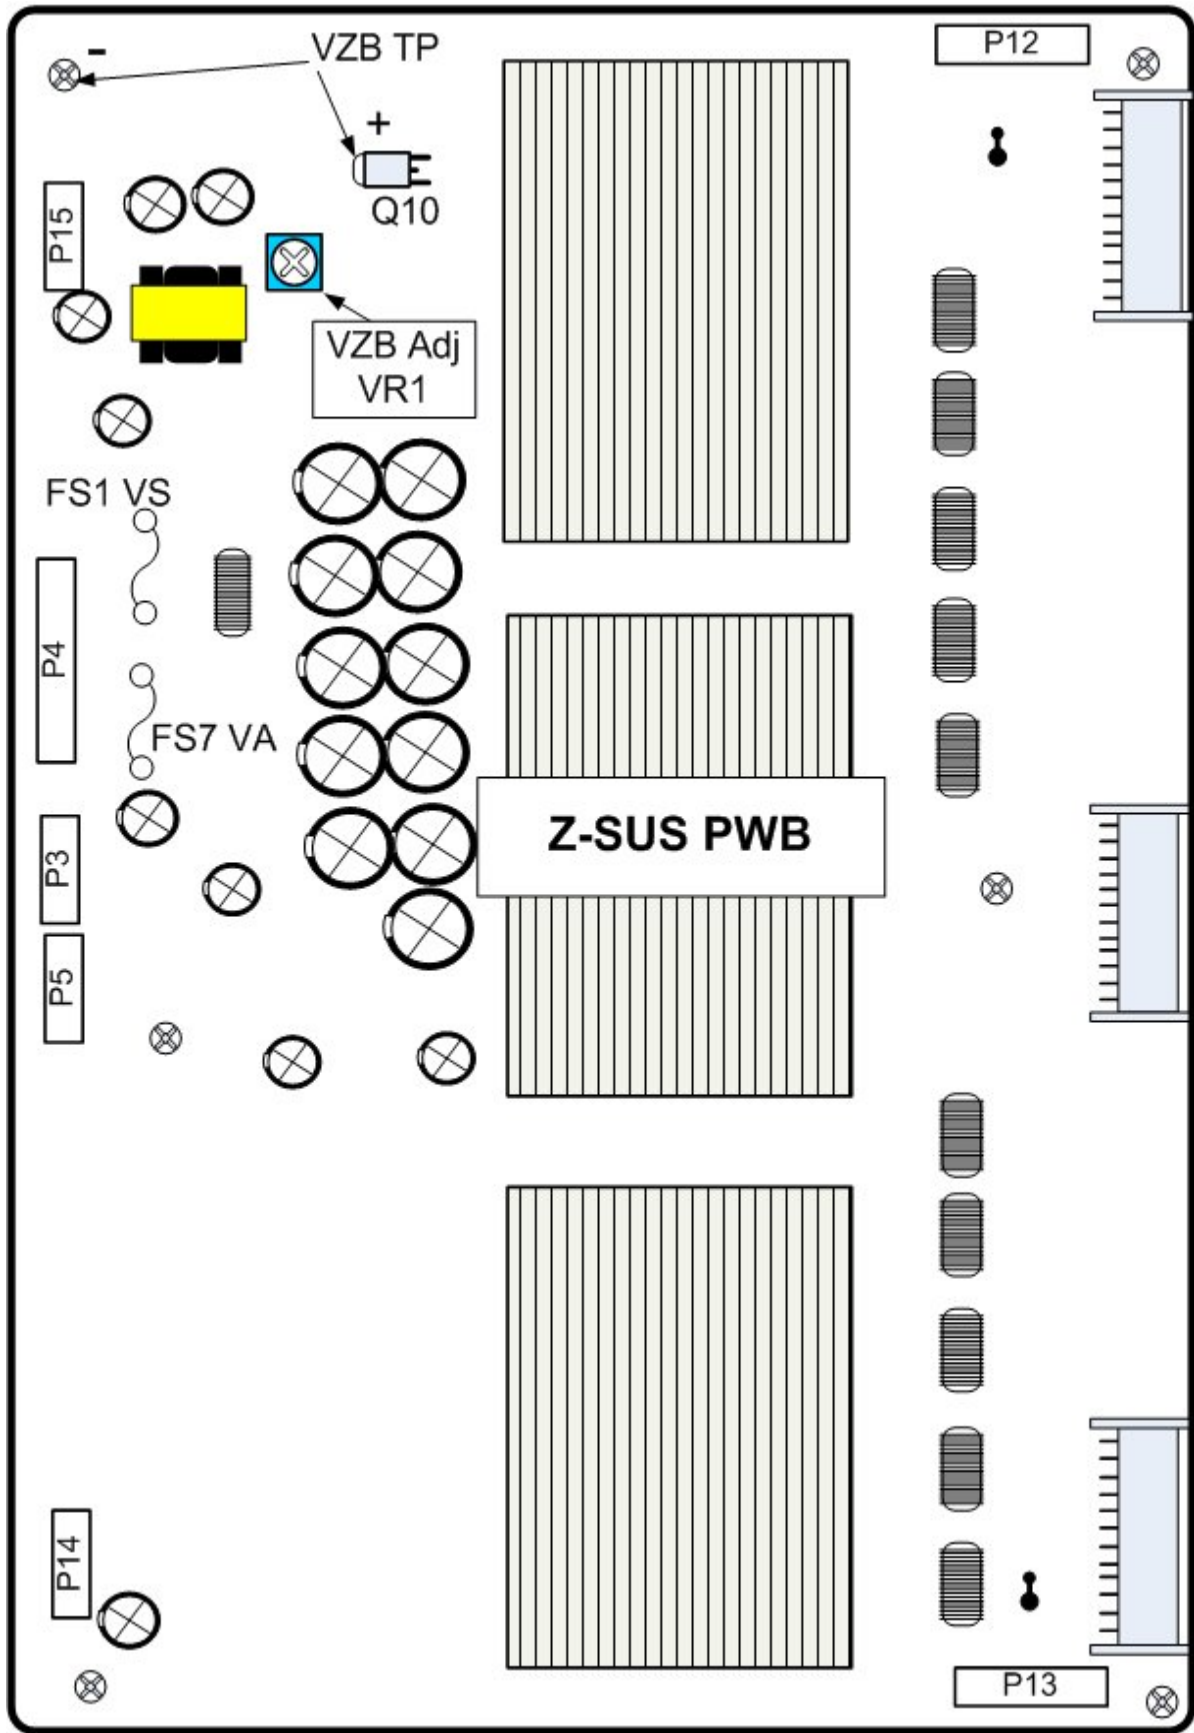 P12
-
VZB TP
+
Q10
P15
VZB Adj
VR1
FS1 VS
P4
FS7 VA
Z-SUS PWB
P3
P5
P14
P13